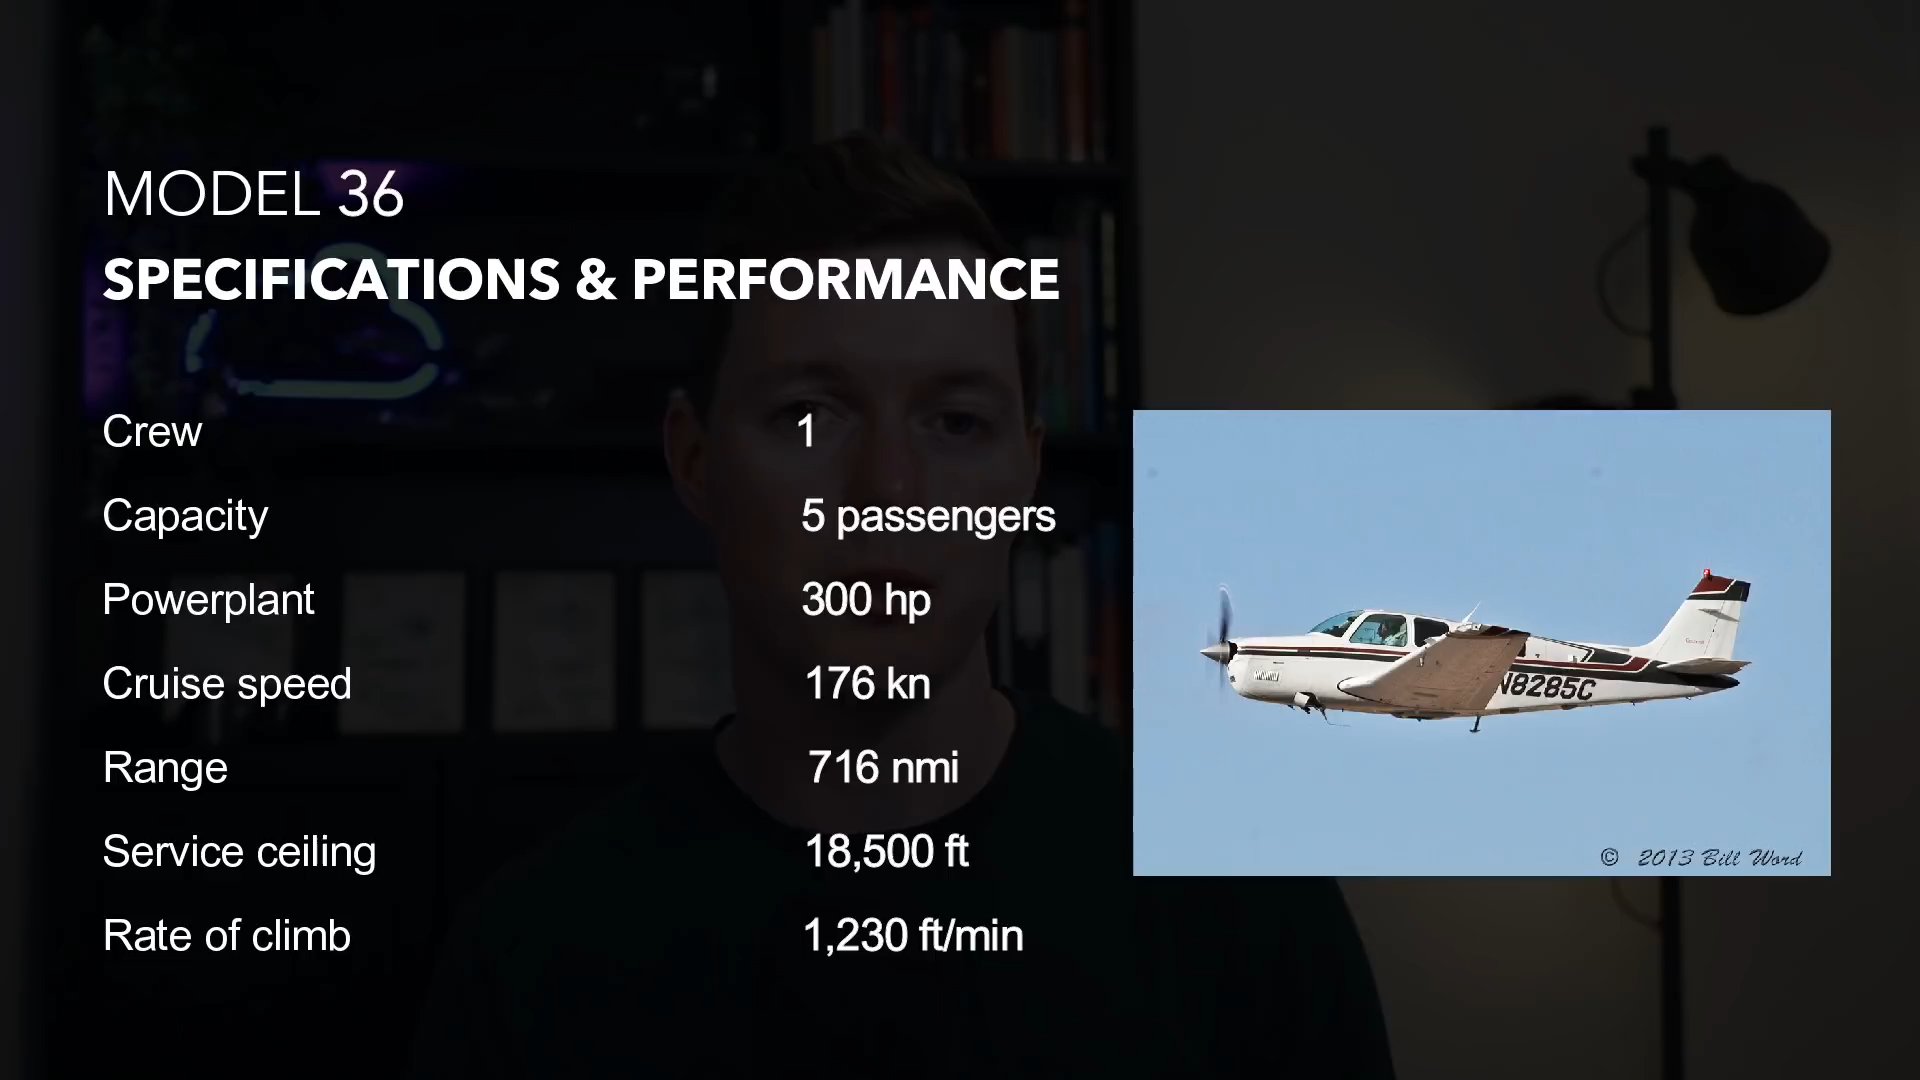 MODEL 36
SPECIFICATIONS & PERFORMANCE
Crew 1
Capacity 5 passengers
Powerplant 300 hp
Cruise speed 176 kn
Range 716 nmi
Service ceiling 18,500 ft
Rate of climb 1,230 ft/min
N8285C
© 2013 Bill Word